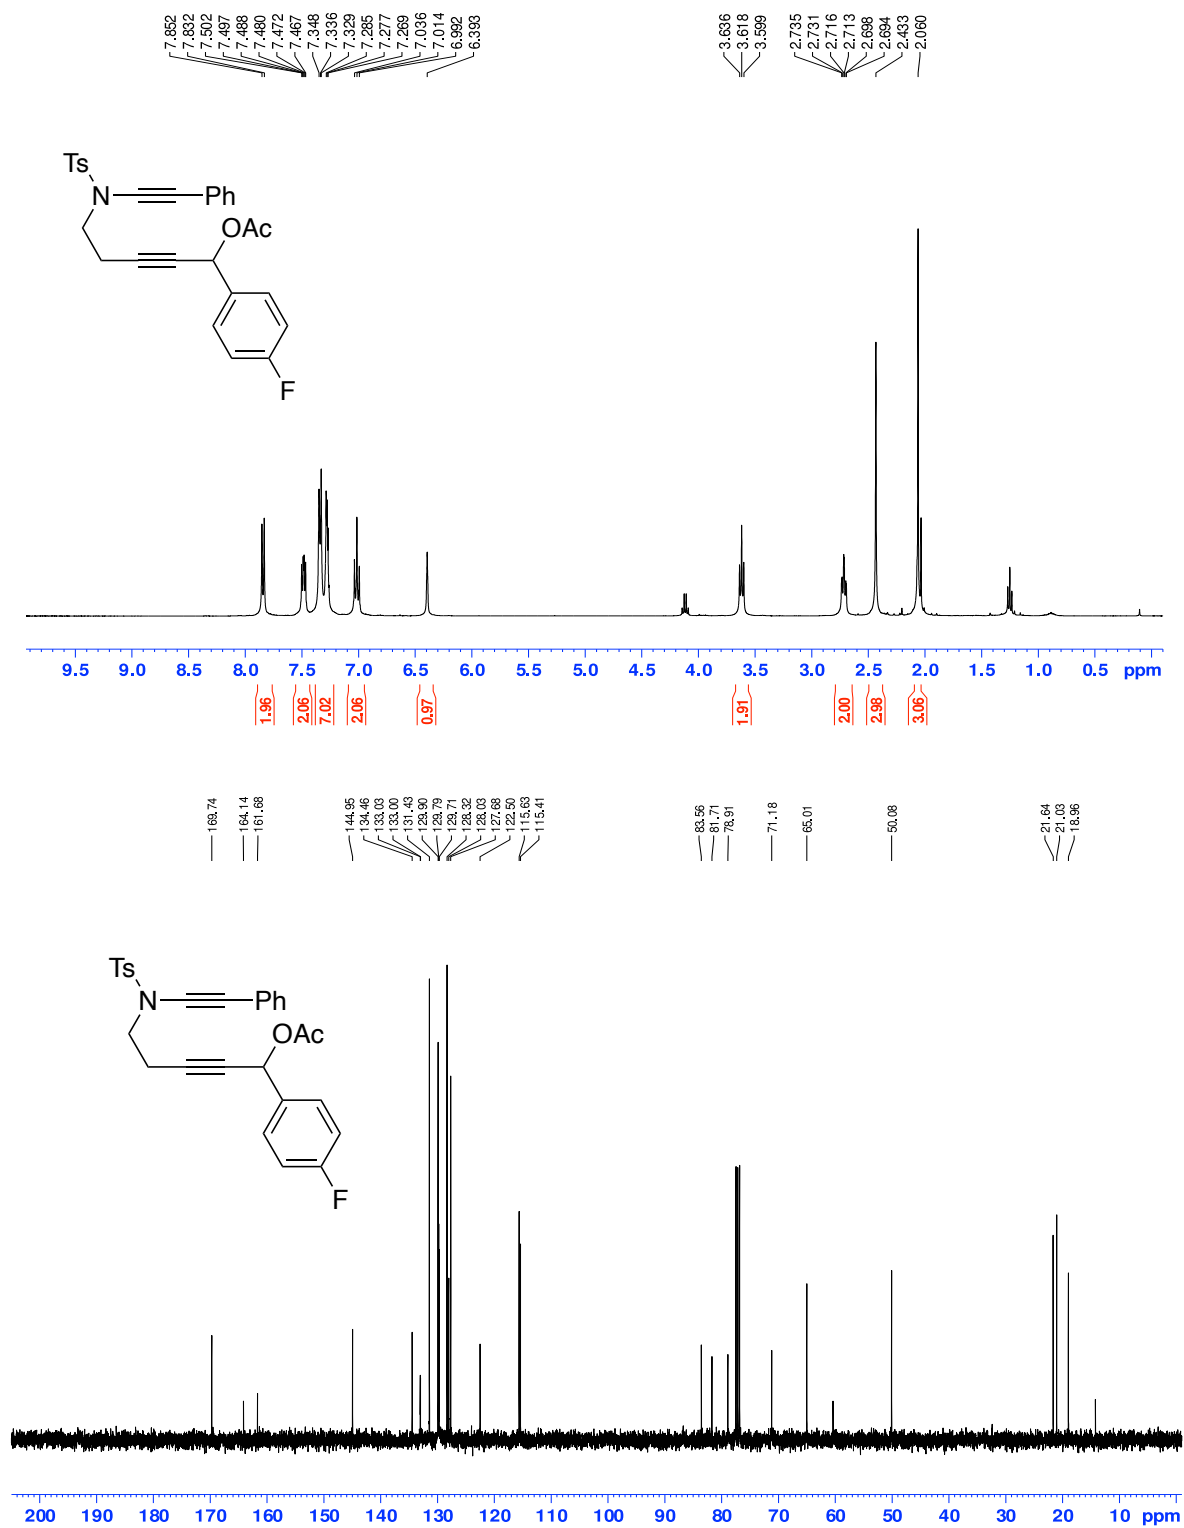 7.852 7.832 7.502 7.497 7.488 7.480 7.472 7.467 7.348 7.336 7.329 7.285 7.277 7.269 7.036 7.014 6.992 6.393 3.636 3.618 3.599 2.735 2.731 2.716 2.713 2.698 2.694 2.433 2.060
Ts
N Ph
OAc
F
9.5 9.0 8.5 8.0 7.5 7.0 6.5 6.0 5.5 5.0 4.5 4.0 3.5 3.0 2.5 2.0 1.5 1.0 0.5 ppm
1.96 2.06 7.02 2.06 0.97 1.91 2.00 2.98 3.06
169.74 164.14 161.68 144.95 134.46 133.03 133.00 131.43 129.90 129.79 129.71 128.32 128.03 127.68 122.50 115.63 115.41 83.56 81.71 78.91 71.18 65.01 50.08 21.64 21.03 18.96
Ts
N Ph
OAc
F
200 190 180 170 160 150 140 130 120 110 100 90 80 70 60 50 40 30 20 10 ppm